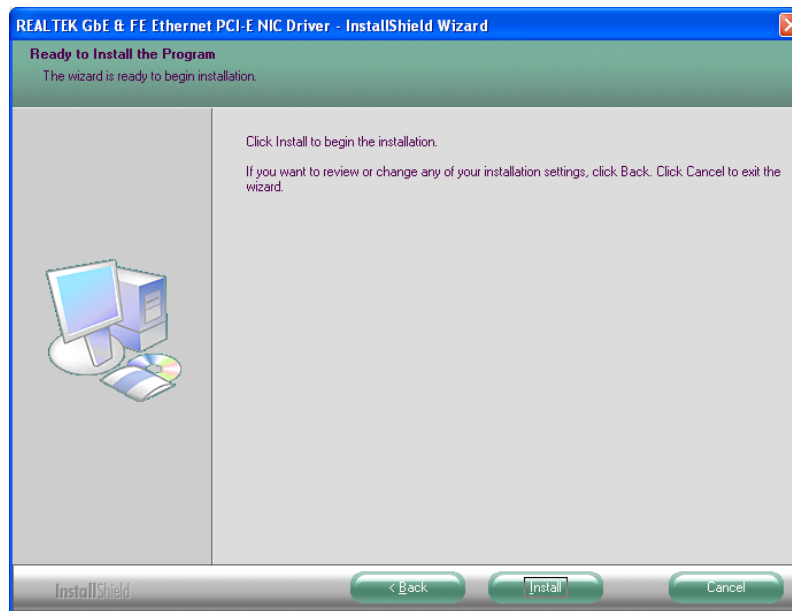 REALTEK GbE & FE Ethernet PCI-E NIC Driver - InstallShield Wizard
Ready to Install the Program
The wizard is ready to begin installation.
Click Install to begin the installation.
If you want to review or change any of your installation settings, click Back. Click Cancel to exit the
wizard.
InstallShield
< Back
Install
Cancel